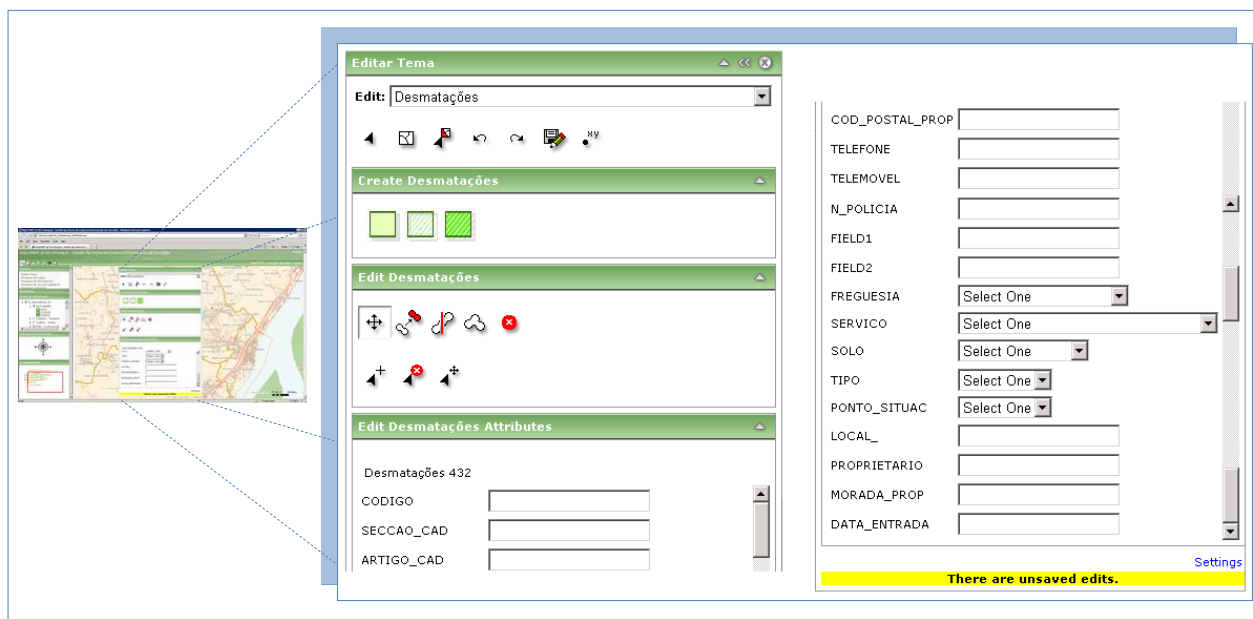 Editar Tema
Edit: Desmatações
xy
Create Desmatações
Edit Desmatações
Edit Desmatações Attributes
Desmatações 432
CODIGO
SECCAO_CAD
ARTIGO_CAD
COD_POSTAL_PROP
TELEFONE
TELEMOVEL
N_POLICIA
FIELD1
FIELD2
FREGUESIA Select One
SERVICO Select One
SOLO Select One
TIPO Select One
PONTO_SITUAC Select One
LOCAL_
PROPRIETARIO
MORADA_PROP
DATA_ENTRADA
Settings
There are unsaved edits.